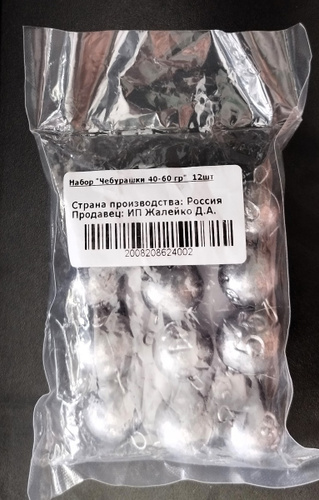 Набор "Чебурашки 40-60 гр" 12шт
Страна производства: Россия
Продавец: ИП Жалейко Д.А.
2008208624002